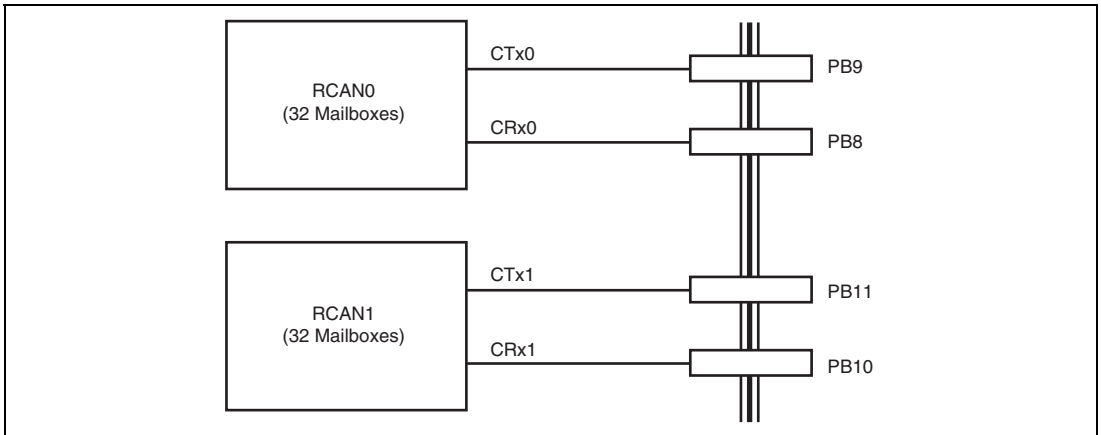 RCAN0
(32 Mailboxes)
CTx0
PB9
CRx0
PB8
RCAN1
(32 Mailboxes)
CTx1
PB11
CRx1
PB10